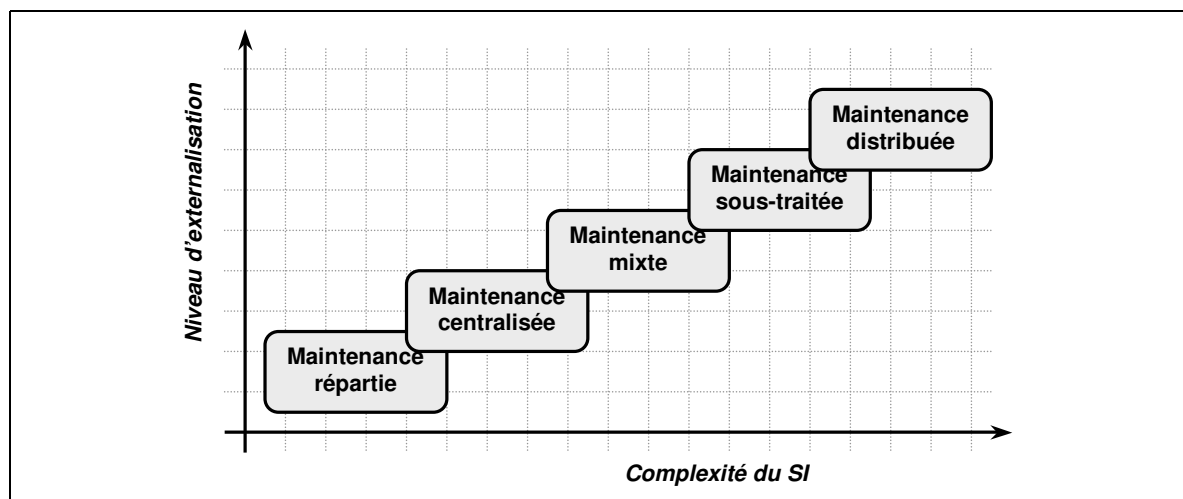 Niveau d'externalisation
Maintenance
distribuée
Maintenance
sous-traitée
Maintenance
mixte
Maintenance
centralisée
Maintenance
répartie
Complexité du SI